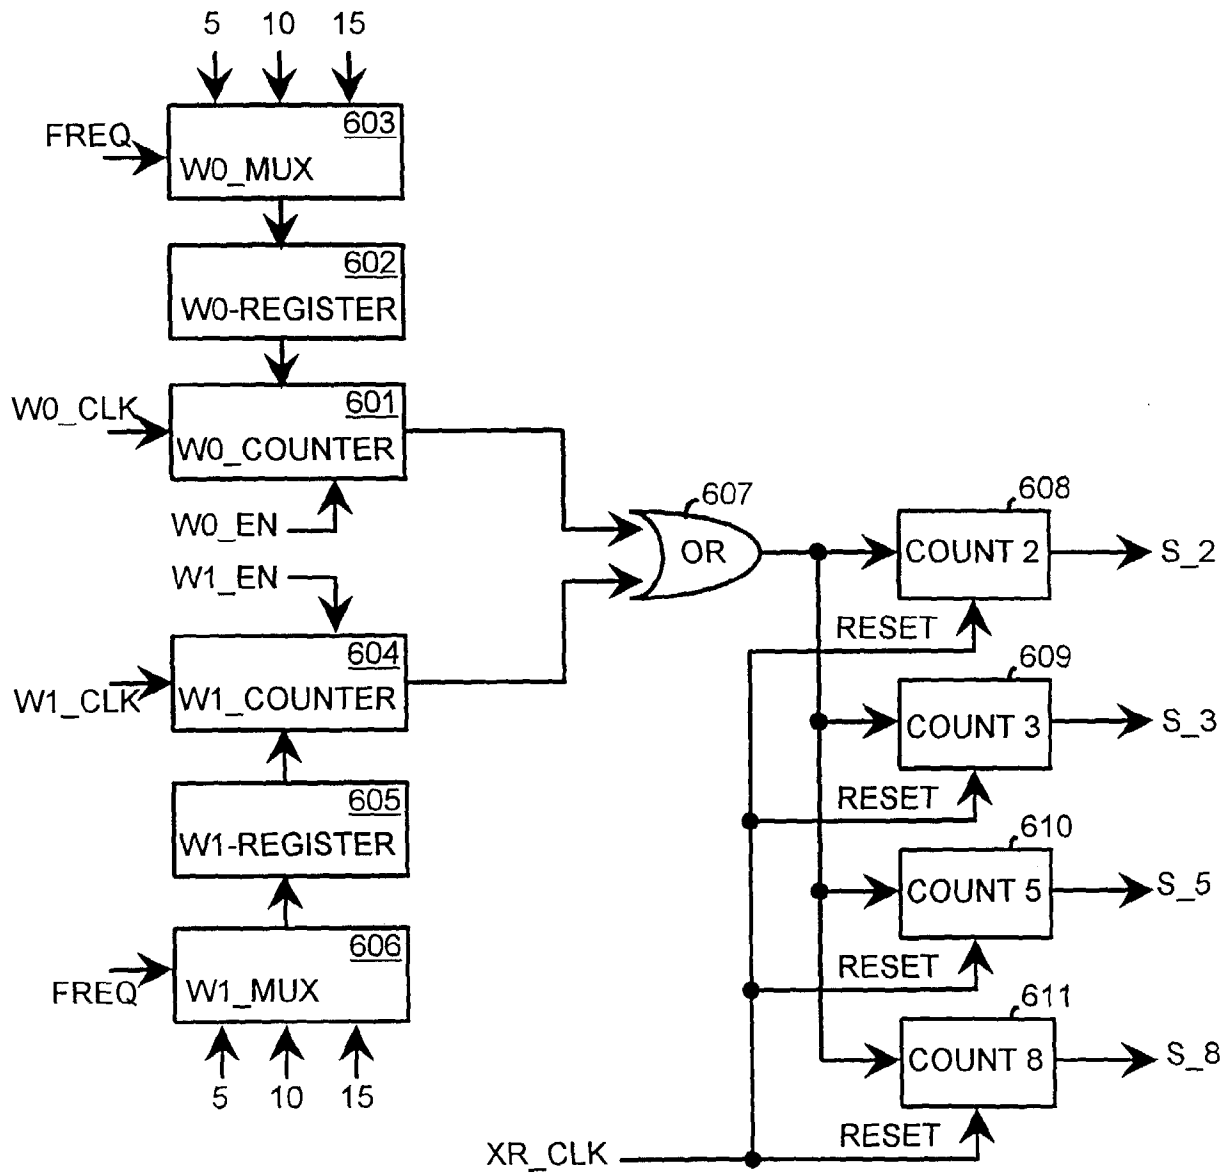 5 10 15
603
FREQ
W0_MUX
602
W0-REGISTER
601
W0_CLK
W0_COUNTER
W0_EN
W1_EN
604
W1_CLK
W1_COUNTER
605
W1-REGISTER
606
FREQ
W1_MUX
5 10 15
607
OR
608
COUNT 2
S_2
RESET
609
COUNT 3
S_3
RESET
610
COUNT 5
S_5
RESET
611
COUNT 8
S_8
RESET
XR_CLK